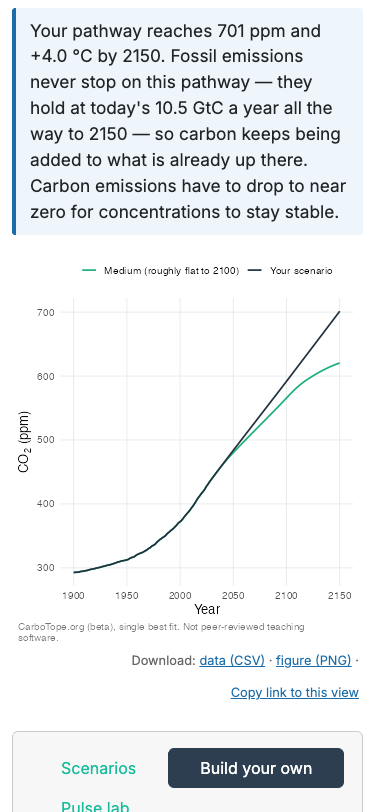 Your pathway reaches 701 ppm and
+4.0 °C by 2150. Fossil emissions
never stop on this pathway — they
hold at today's 10.5 GtC a year all the
way to 2150 — so carbon keeps being
added to what is already up there.
Carbon emissions have to drop to near
zero for concentrations to stay stable.
Medium (roughly flat to 2100) Your scenario
700
600
500
400
300
CO₂ (ppm)
1900 1950 2000 2050 2100 2150
Year
CarboTope.org (beta), single best fit. Not peer-reviewed teaching
software.
Download: data (CSV) · figure (PNG) ·
Copy link to this view
Scenarios Build your own
Pulse lab